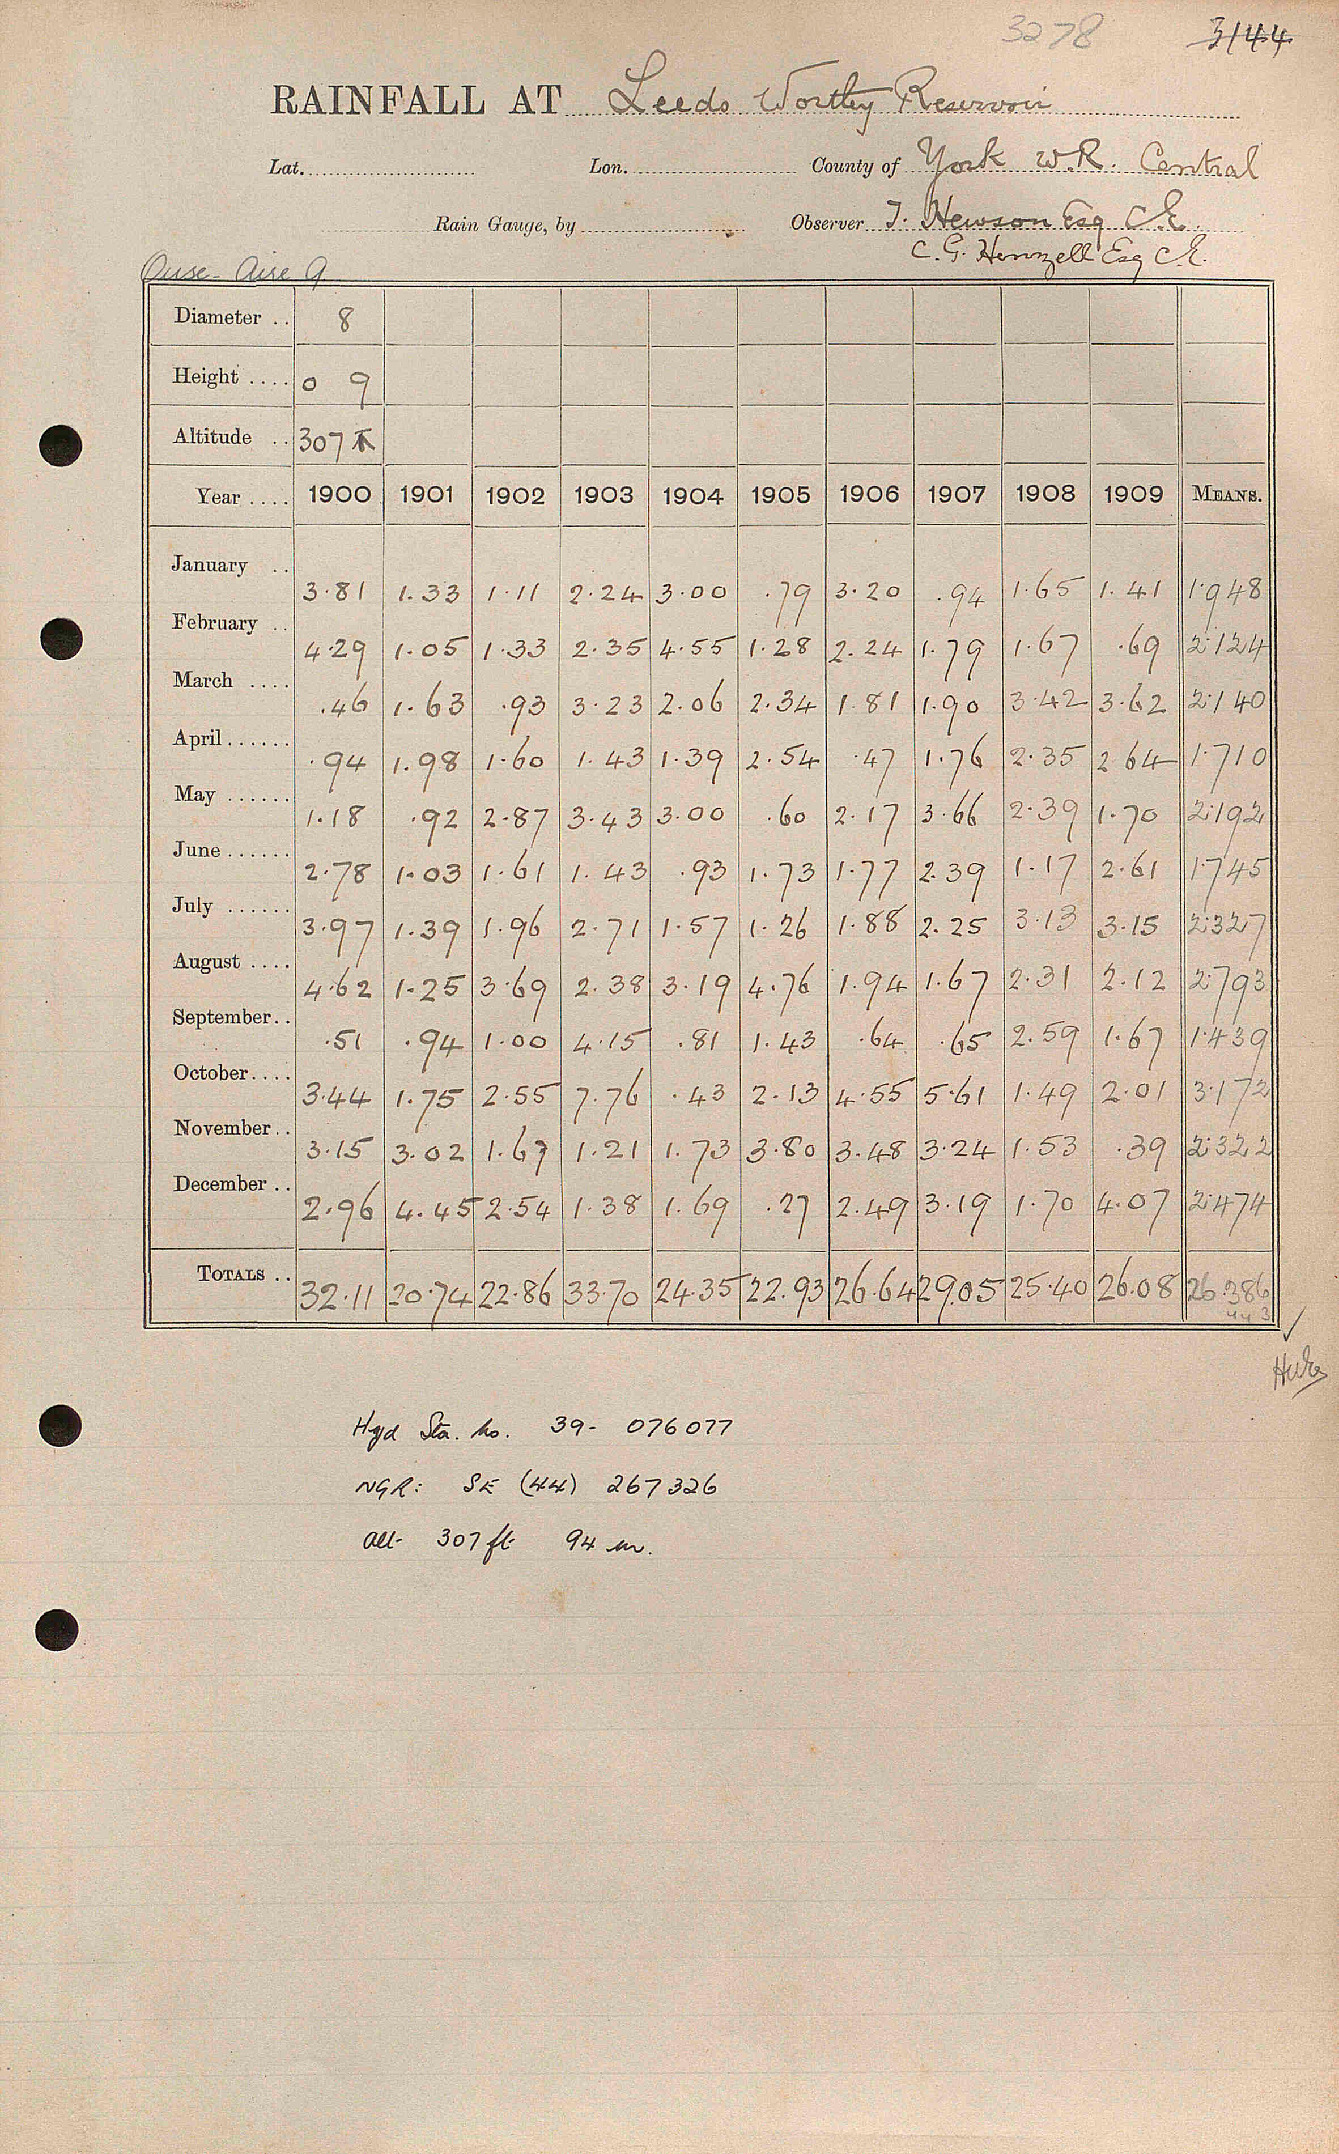 3278 3144
RAINFALL AT Leeds Wortley Reservoir
Lat. Lon. County of York W.R. Central
Rain Gauge, by Observer T. Hewson Esq C.E.
C. G. Henzell Esq C.E.
Ouse - Aire 9
Diameter .. 8
Height .... 0 9
Altitude .. 307
Year .... 1900 1901 1902 1903 1904 1905 1906 1907 1908 1909 MEANS.
January .. 3.81 1.33 1.11 2.24 3.00 .79 3.20 .94 1.65 1.41 1.948
February .. 4.29 1.05 1.33 2.35 4.55 1.28 2.24 1.79 1.67 .69 2.124
March .... .46 1.63 .93 3.23 2.06 2.34 1.81 1.90 3.42 3.62 2.140
April ...... .94 1.98 1.60 1.43 1.39 2.54 .47 1.76 2.35 2.64 1.710
May ...... 1.18 .92 2.87 3.43 3.00 .60 2.17 3.66 2.39 1.70 2.192
June ...... 2.78 1.03 1.61 1.43 .93 1.73 1.77 2.39 1.17 2.61 1.745
July ...... 3.97 1.39 1.96 2.71 1.57 1.26 1.88 2.25 3.13 3.15 2.327
August .... 4.62 1.25 3.69 2.38 3.19 4.76 1.94 1.67 2.31 2.12 2.793
September.. .51 .94 1.00 4.15 .81 1.43 .64 .65 2.59 1.67 1.439
October.... 3.44 1.75 2.55 7.76 .43 2.13 4.55 5.61 1.49 2.01 3.172
November.. 3.15 3.02 1.67 1.21 1.73 3.80 3.48 3.24 1.53 .39 2.322
December .. 2.96 4.45 2.54 1.38 1.69 .27 2.49 3.19 1.70 4.07 2.474
TOTALS .. 32.11 20.74 22.86 33.70 24.35 22.93 26.64 29.05 25.40 26.08 26.386
Hyd Sta. No. 39- 076077
NGR: SE (44) 267326
Alt- 307 ft 94 m.